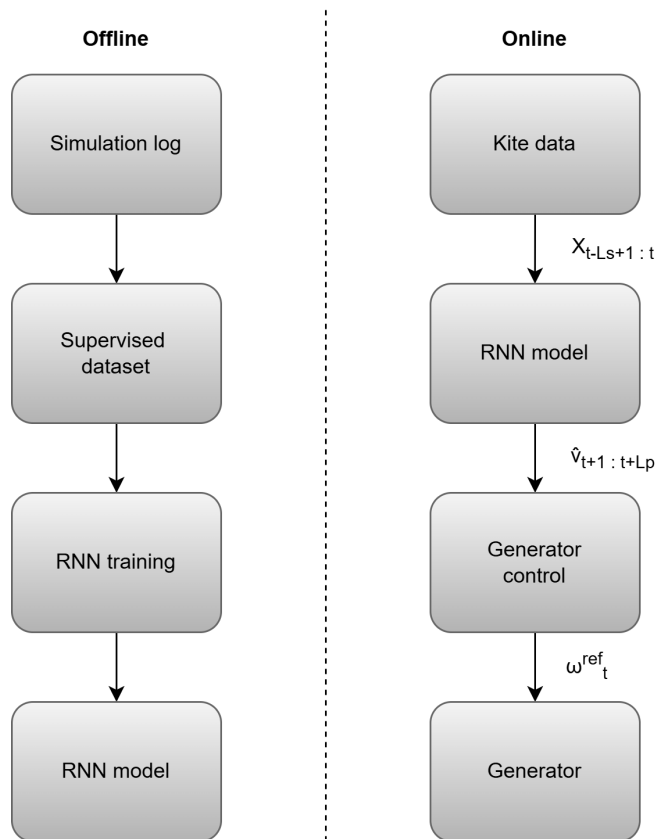 Offline
Simulation log
Supervised
dataset
RNN training
RNN model
Online
Kite data
X_{t-Ls+1 : t}
RNN model
v̂_{t+1 : t+Lp}
Generator
control
ω^{ref}_t
Generator